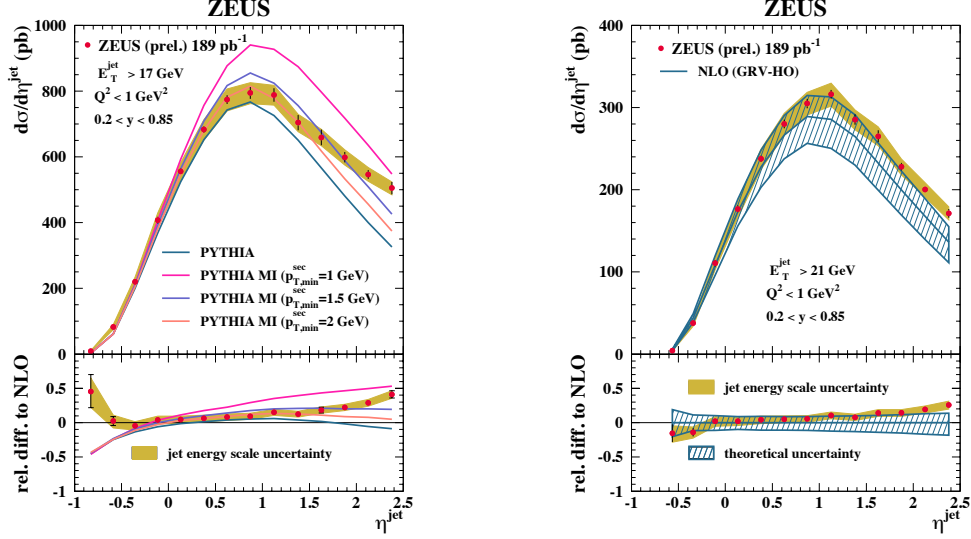 ZEUS
dσ/dη^jet (pb)
1000
800
600
400
200
0
ZEUS (prel.) 189 pb^-1
E_T^jet > 17 GeV
Q^2 < 1 GeV^2
0.2 < y < 0.85
PYTHIA
PYTHIA MI (p_T,min^sec=1 GeV)
PYTHIA MI (p_T,min^sec=1.5 GeV)
PYTHIA MI (p_T,min^sec=2 GeV)
rel. diff. to NLO
0.5
0
-0.5
-1
jet energy scale uncertainty
-1 -0.5 0 0.5 1 1.5 2 2.5
η^jet
ZEUS
dσ/dη^jet (pb)
400
300
200
100
0
ZEUS (prel.) 189 pb^-1
NLO (GRV-HO)
E_T^jet > 21 GeV
Q^2 < 1 GeV^2
0.2 < y < 0.85
rel. diff. to NLO
0.5
0
-0.5
-1
jet energy scale uncertainty
theoretical uncertainty
-1 -0.5 0 0.5 1 1.5 2 2.5
η^jet